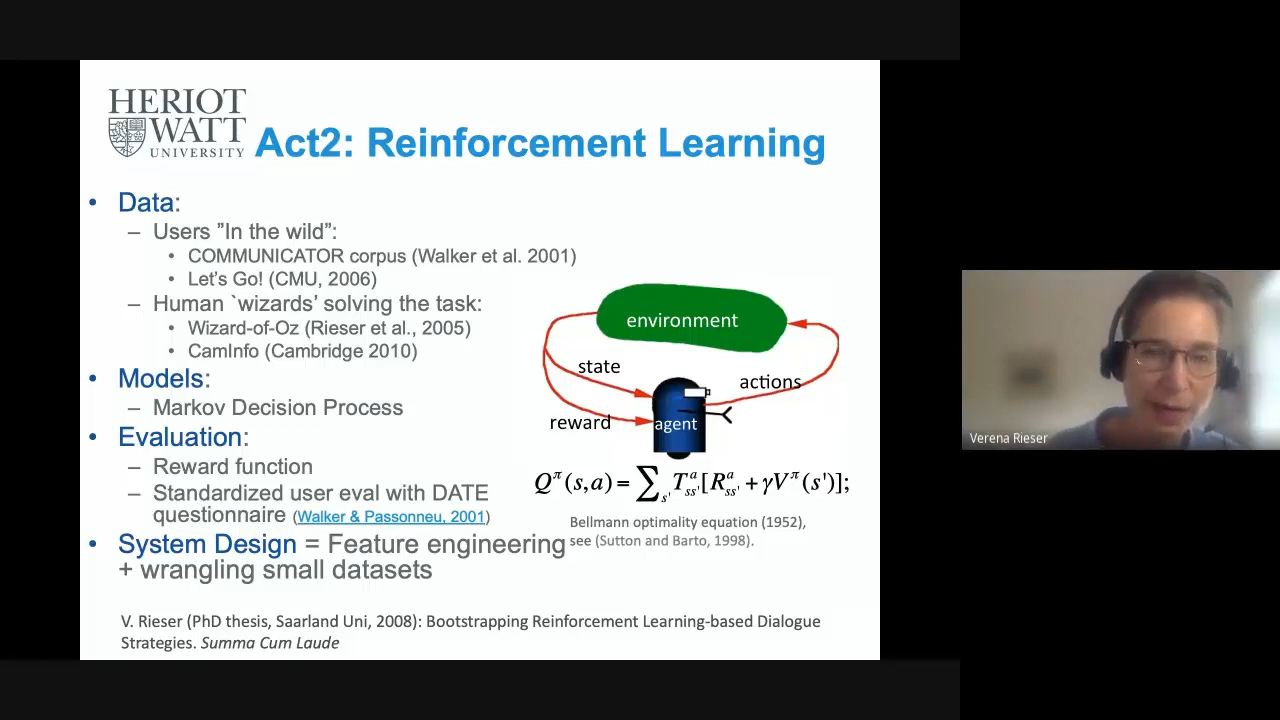 HERIOT
WATT
UNIVERSITY
Act2: Reinforcement Learning
• Data:
– Users ”In the wild”:
• COMMUNICATOR corpus (Walker et al. 2001)
• Let's Go! (CMU, 2006)
– Human `wizards’ solving the task:
• Wizard-of-Oz (Rieser et al., 2005)
• CamInfo (Cambridge 2010)
• Models:
– Markov Decision Process
• Evaluation:
– Reward function
– Standardized user eval with DATE
questionnaire (Walker & Passonneu, 2001)
• System Design = Feature engineering
+ wrangling small datasets
environment
state
actions
reward
agent
Q^π(s,a) = ∑_{s'} T^a_{ss'}[R^a_{ss'} + γV^π(s')];
Bellmann optimality equation (1952),
see (Sutton and Barto, 1998).
V. Rieser (PhD thesis, Saarland Uni, 2008): Bootstrapping Reinforcement Learning-based Dialogue
Strategies. Summa Cum Laude
Verena Rieser